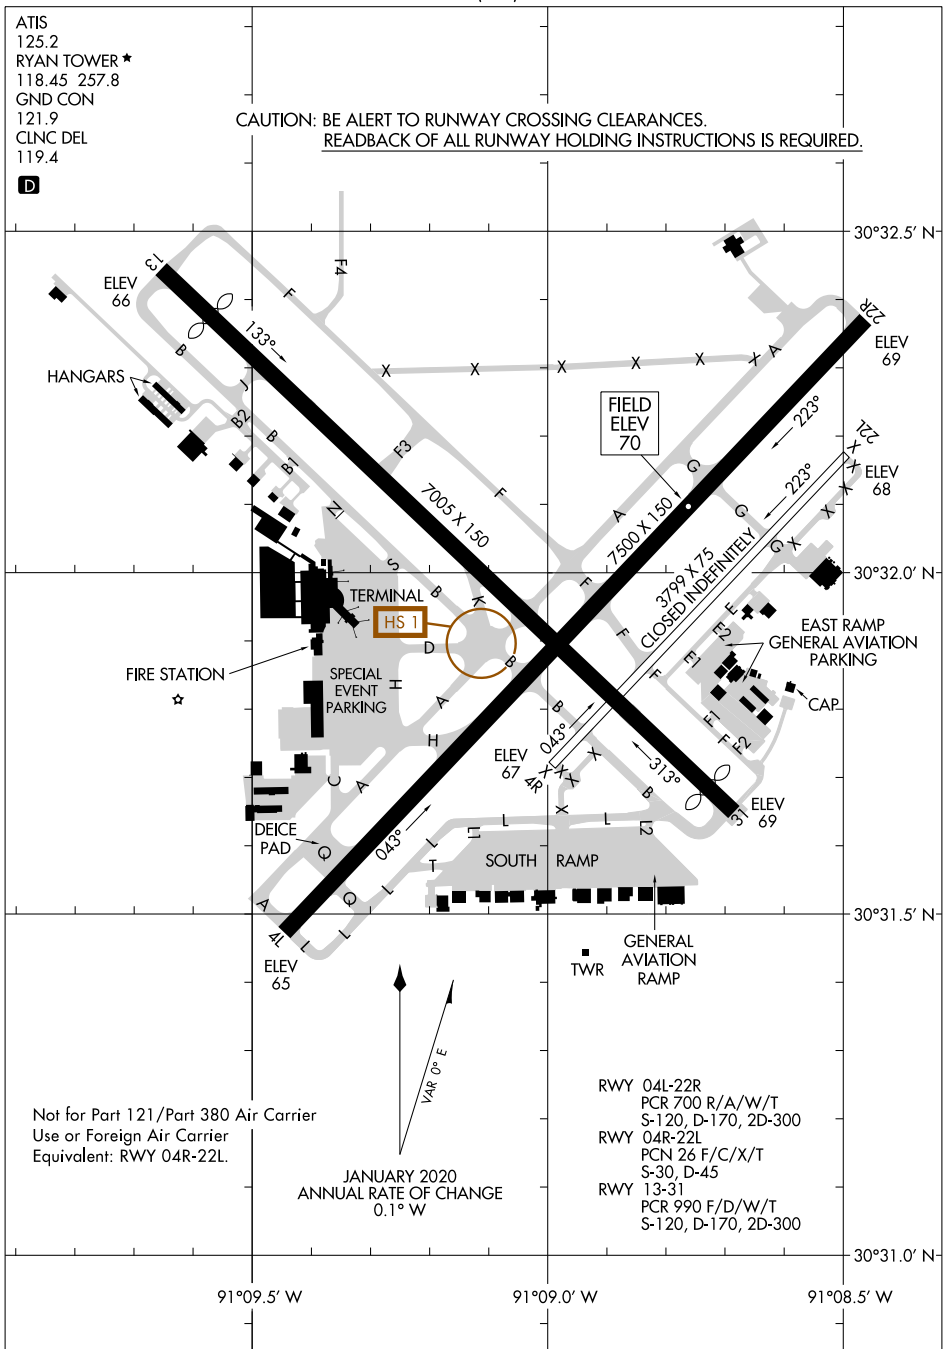 ATIS
125.2
RYAN TOWER ★
118.45 257.8
GND CON
121.9
CLNC DEL
119.4
D
CAUTION: BE ALERT TO RUNWAY CROSSING CLEARANCES.
READBACK OF ALL RUNWAY HOLDING INSTRUCTIONS IS REQUIRED.
30°32.5' N
13
ELEV
66
F4
F
133°
B
J
HANGARS
B2
B
B1
Z1
F3
F
7005 X 150
X X X X X X
A
22R
ELEV
69
FIELD
ELEV
70
223°
22L
X
X
ELEV
68
X
X
X
223°
G
G
G
A
7500 X 150
3799 X 75
CLOSED INDEFINITELY
30°32.0' N
S
B
K
TERMINAL
HS 1
D
B
F
F
F
E
E2
E1
EAST RAMP
GENERAL AVIATION
PARKING
CAP
F1
F
F2
FIRE STATION
SPECIAL
EVENT
PARKING
H
A
H
B
043°
ELEV
67
4R
X
X
X
X
X
313°
B
31
ELEV
69
C
A
DEICE
PAD
Q
043°
L
L1
L
L
L2
T
SOUTH RAMP
L
Q
A
4L
L
L
ELEV
65
30°31.5' N
TWR
GENERAL
AVIATION
RAMP
VAR 0° E
JANUARY 2020
ANNUAL RATE OF CHANGE
0.1° W
Not for Part 121/Part 380 Air Carrier
Use or Foreign Air Carrier
Equivalent: RWY 04R-22L.
RWY 04L-22R
PCR 700 R/A/W/T
S-120, D-170, 2D-300
RWY 04R-22L
PCN 26 F/C/X/T
S-30, D-45
RWY 13-31
PCR 990 F/D/W/T
S-120, D-170, 2D-300
30°31.0' N
91°09.5' W
91°09.0' W
91°08.5' W